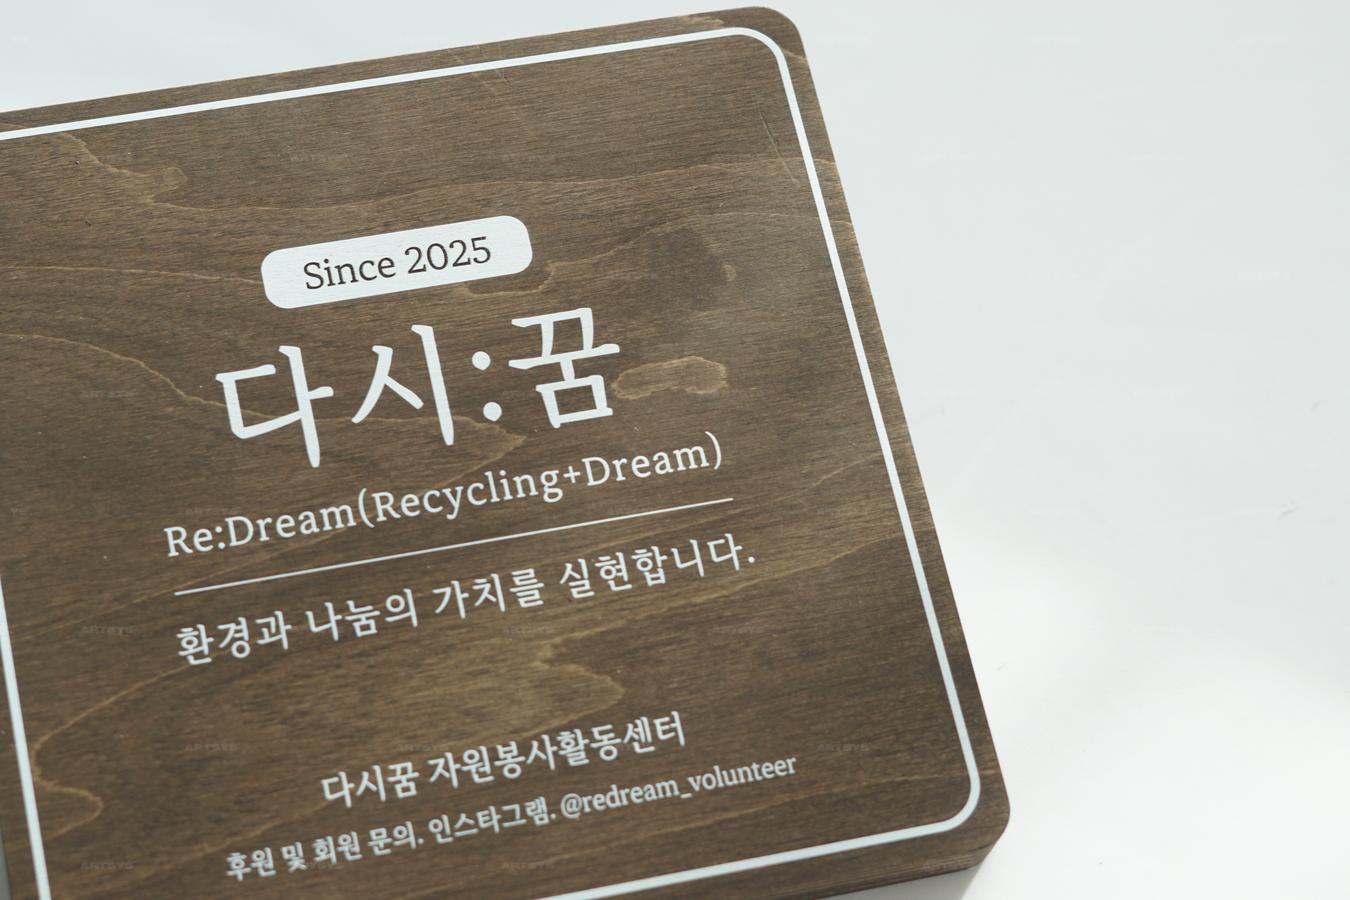 Since 2025
다시:꿈
Re:Dream(Recycling+Dream)
환경과 나눔의 가치를 실현합니다.
다시꿈 자원봉사활동센터
후원 및 회원 문의. 인스타그램. @redream_volunteer
ARTSYS